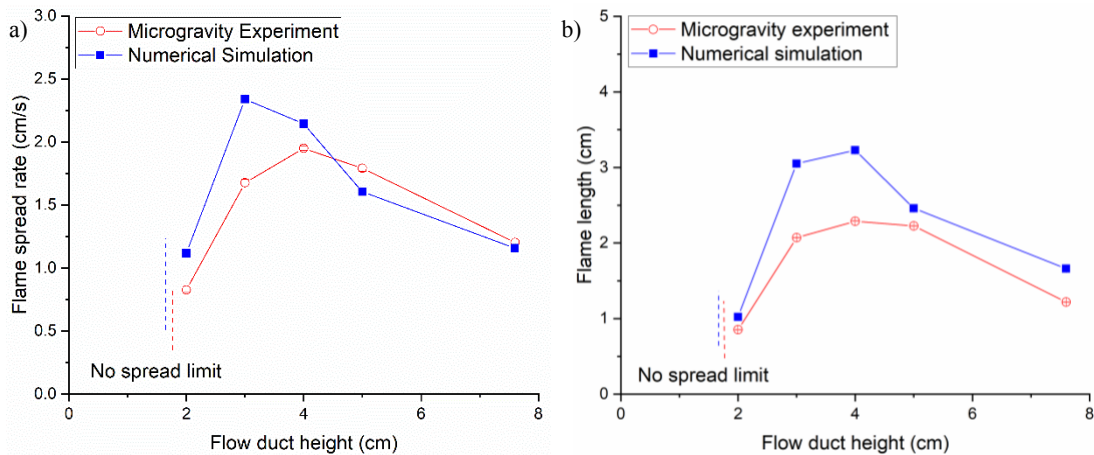 a)
Microgravity Experiment
Numerical Simulation
3.0
2.5
2.0
1.5
1.0
0.5
0.0
Flame spread rate (cm/s)
No spread limit
0 2 4 6 8
Flow duct height (cm)
b)
Microgravity experiment
Numerical simulation
5
4
3
2
1
0
Flame length (cm)
No spread limit
0 2 4 6 8
Flow duct height (cm)